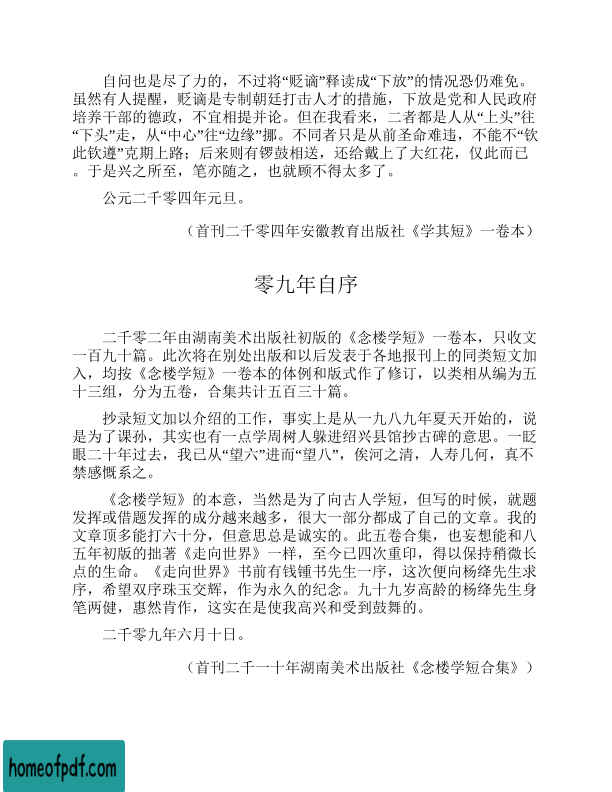 自问也是尽了力的，不过将“贬谪”释读成“下放”的情况恐仍难免。
虽然有人提醒，贬谪是专制朝廷打击人才的措施，下放是党和人民政府
培养干部的德政，不宜相提并论。但在我看来，二者都是人从“上头”往
“下头”走，从“中心”往“边缘”挪。不同者只是从前圣命难违，不能不“钦
此钦遵”克期上路；后来则有锣鼓相送，还给戴上了大红花，仅此而已
。于是兴之所至，笔亦随之，也就顾不得太多了。
公元二千零四年元旦。
（首刊二千零四年安徽教育出版社《学其短》一卷本）
零九年自序
二千零二年由湖南美术出版社初版的《念楼学短》一卷本，只收文
一百九十篇。此次将在别处出版和以后发表于各地报刊上的同类短文加
入，均按《念楼学短》一卷本的体例和版式作了修订，以类相从编为五
十三组，分为五卷，合集共计五百三十篇。
抄录短文加以介绍的工作，事实上是从一九八九年夏天开始的，说
是为了课孙，其实也有一点学周树人躲进绍兴县馆抄古碑的意思。一眨
眼二十年过去，我已从“望六”进而“望八”，俟河之清，人寿几何，真不
禁感慨系之。
《念楼学短》的本意，当然是为了向古人学短，但写的时候，就题
发挥或借题发挥的成分越来越多，很大一部分都成了自己的文章。我的
文章顶多能打六十分，但意思总是诚实的。此五卷合集，也妄想能和八
五年初版的拙著《走向世界》一样，至今已四次重印，得以保持稍微长
点的生命。《走向世界》书前有钱锺书先生一序，这次便向杨绛先生求
序，希望双序珠玉交辉，作为永久的纪念。九十九岁高龄的杨绛先生身
笔两健，惠然肯作，这实在是使我高兴和受到鼓舞的。
二千零九年六月十日。
（首刊二千一十年湖南美术出版社《念楼学短合集》）
homeofpdf.com